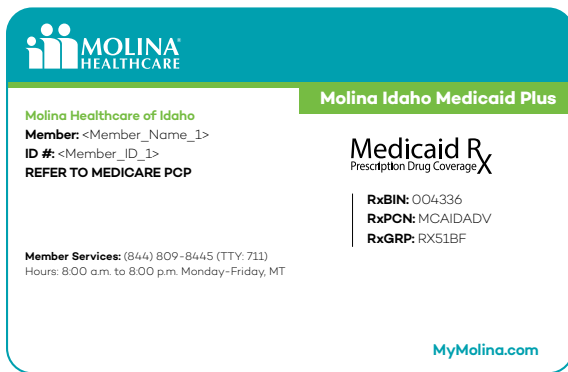 MOLINA
HEALTHCARE
Molina Idaho Medicaid Plus
Molina Healthcare of Idaho
Member: <Member_Name_1>
ID #: <Member_ID_1>
REFER TO MEDICARE PCP
Medicaid Rx
Prescription Drug Coverage
RxBIN: 004336
RxPCN: MCAIDADV
RxGRP: RX51BF
Member Services: (844) 809-8445 (TTY: 711)
Hours: 8:00 a.m. to 8:00 p.m. Monday-Friday, MT
MyMolina.com